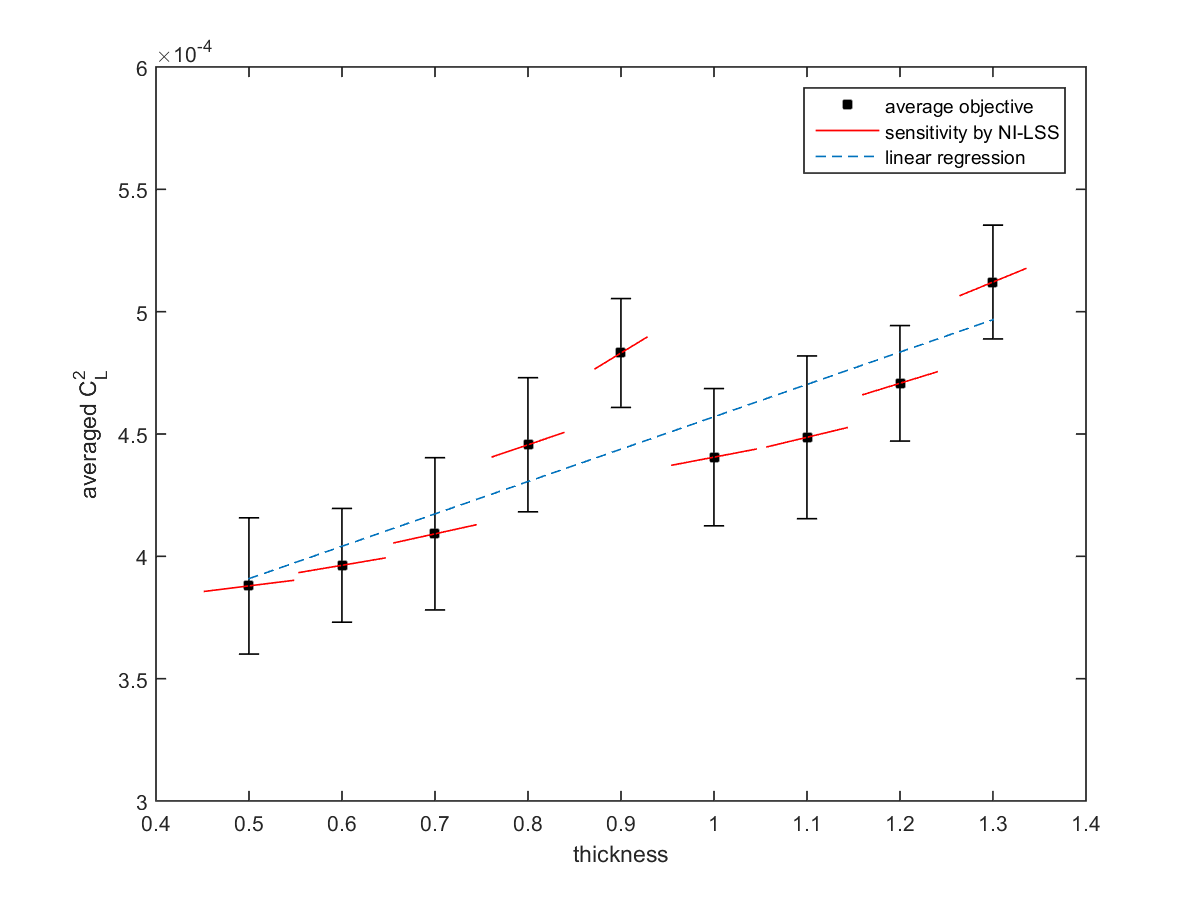 ×10⁻⁴
6
5.5
5
4.5
4
3.5
3
averaged C_L^2
0.4 0.5 0.6 0.7 0.8 0.9 1 1.1 1.2 1.3 1.4
thickness
average objective
sensitivity by NI-LSS
linear regression